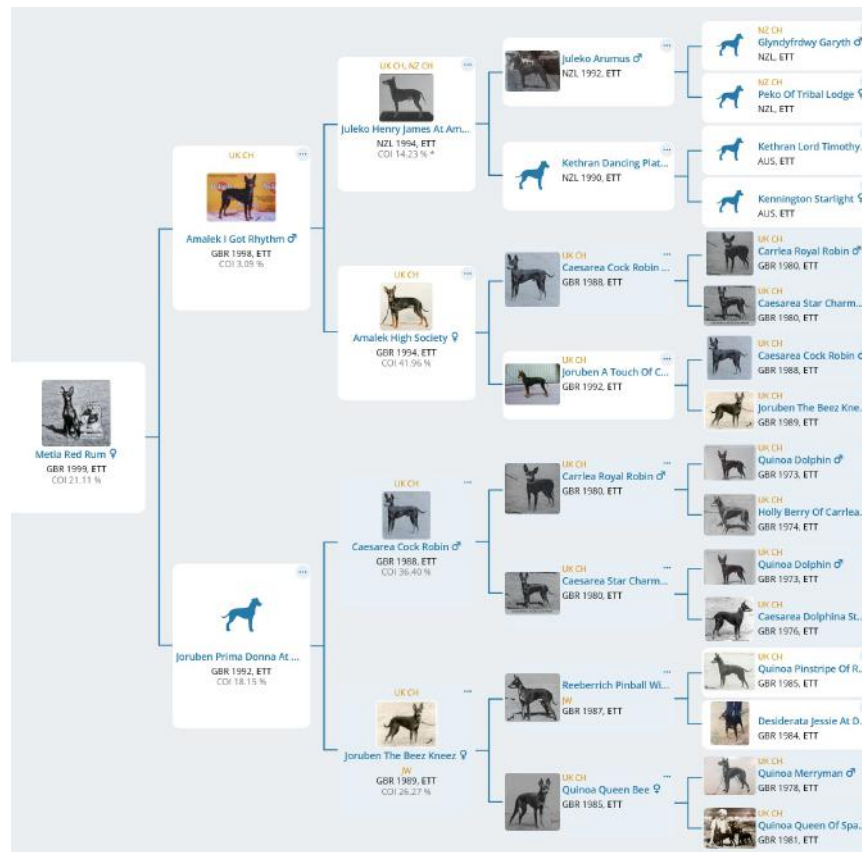 Metia Red Rum ♀
GBR 1999, ETT
COI 21.11 %
UK CH
Amalek I Got Rhythm ♂
GBR 1998, ETT
COI 3.09 %
Joruben Prima Donna At ...
GBR 1992, ETT
COI 18.15 %
UK CH, NZ CH
Juleko Henry James At Am...
NZL 1994, ETT
COI 14.23 % *
UK CH
Amalek High Society ♀
GBR 1994, ETT
COI 41.96 %
UK CH
Caesarea Cock Robin ♂
GBR 1988, ETT
COI 36.40 %
UK CH
Joruben The Beez Kneez ♀
JW
GBR 1989, ETT
COI 26.27 %
Juleko Arumus ♂
NZL 1992, ETT
Kethran Dancing Plat...
NZL 1990, ETT
UK CH
Caesarea Cock Robin ...
GBR 1988, ETT
UK CH
Joruben A Touch Of C...
GBR 1992, ETT
UK CH
Carrlea Royal Robin ♂
GBR 1980, ETT
UK CH
Caesarea Star Charm...
GBR 1980, ETT
Reeberrich Pinball Wi...
JW
GBR 1987, ETT
UK CH
Quinoa Queen Bee ♀
GBR 1985, ETT
NZ CH
Glyndyfrdwy Garyth ♂
NZL, ETT
NZ CH
Peko Of Tribal Lodge ♀
NZL, ETT
Kethran Lord Timothy...
AUS, ETT
Kennington Starlight ♀
AUS, ETT
UK CH
Carrlea Royal Robin ♂
GBR 1980, ETT
UK CH
Caesarea Star Charm...
GBR 1980, ETT
UK CH
Caesarea Cock Robin ♂
GBR 1988, ETT
UK CH
Joruben The Beez Kne...
GBR 1989, ETT
UK CH
Quinoa Dolphin ♂
GBR 1973, ETT
UK CH
Holly Berry Of Carrlea...
GBR 1974, ETT
UK CH
Quinoa Dolphin ♂
GBR 1973, ETT
UK CH
Caesarea Dolphina St...
GBR 1976, ETT
UK CH
Quinoa Pinstripe Of R...
GBR 1985, ETT
Desiderata Jessie At D...
GBR 1984, ETT
UK CH
Quinoa Merryman ♂
GBR 1978, ETT
UK CH
Quinoa Queen Of Spa...
GBR 1981, ETT